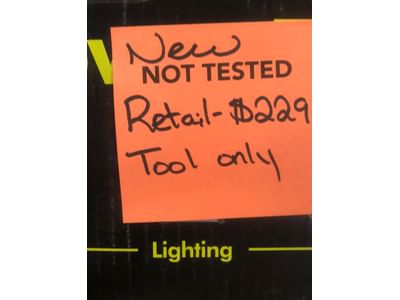 New
NOT TESTED
Retail- $229
Tool only
Lighting